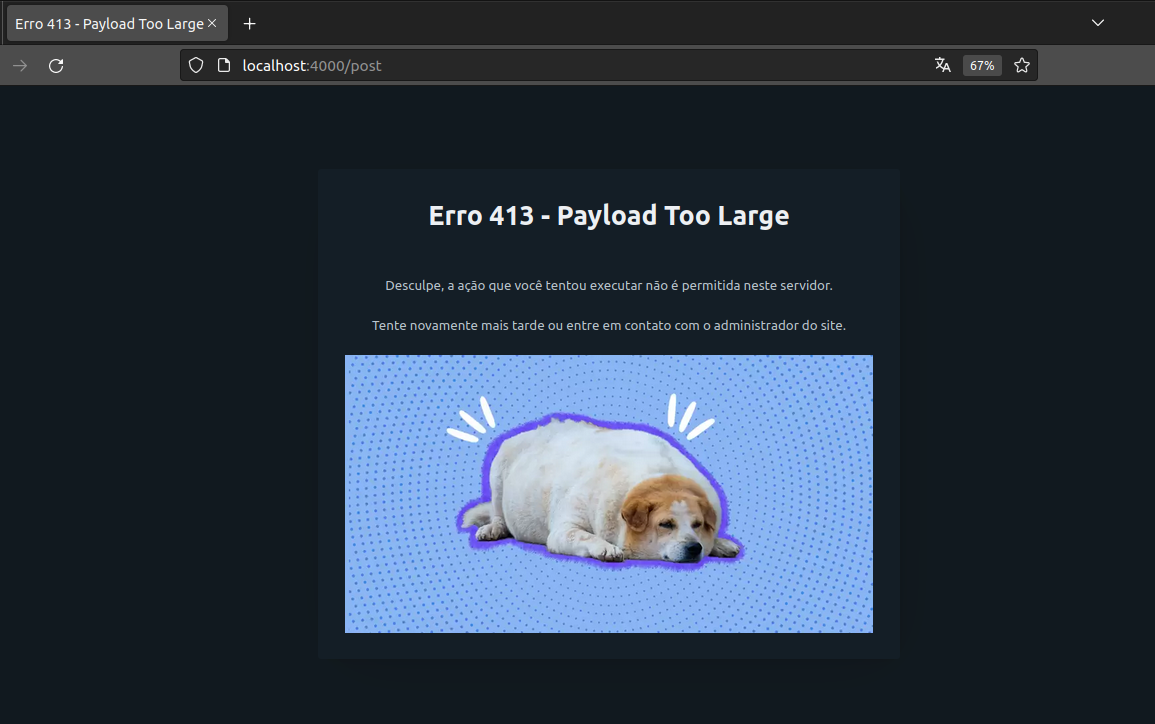 Erro 413 - Payload Too Large
localhost:4000/post
67%
Erro 413 - Payload Too Large
Desculpe, a ação que você tentou executar não é permitida neste servidor.
Tente novamente mais tarde ou entre em contato com o administrador do site.